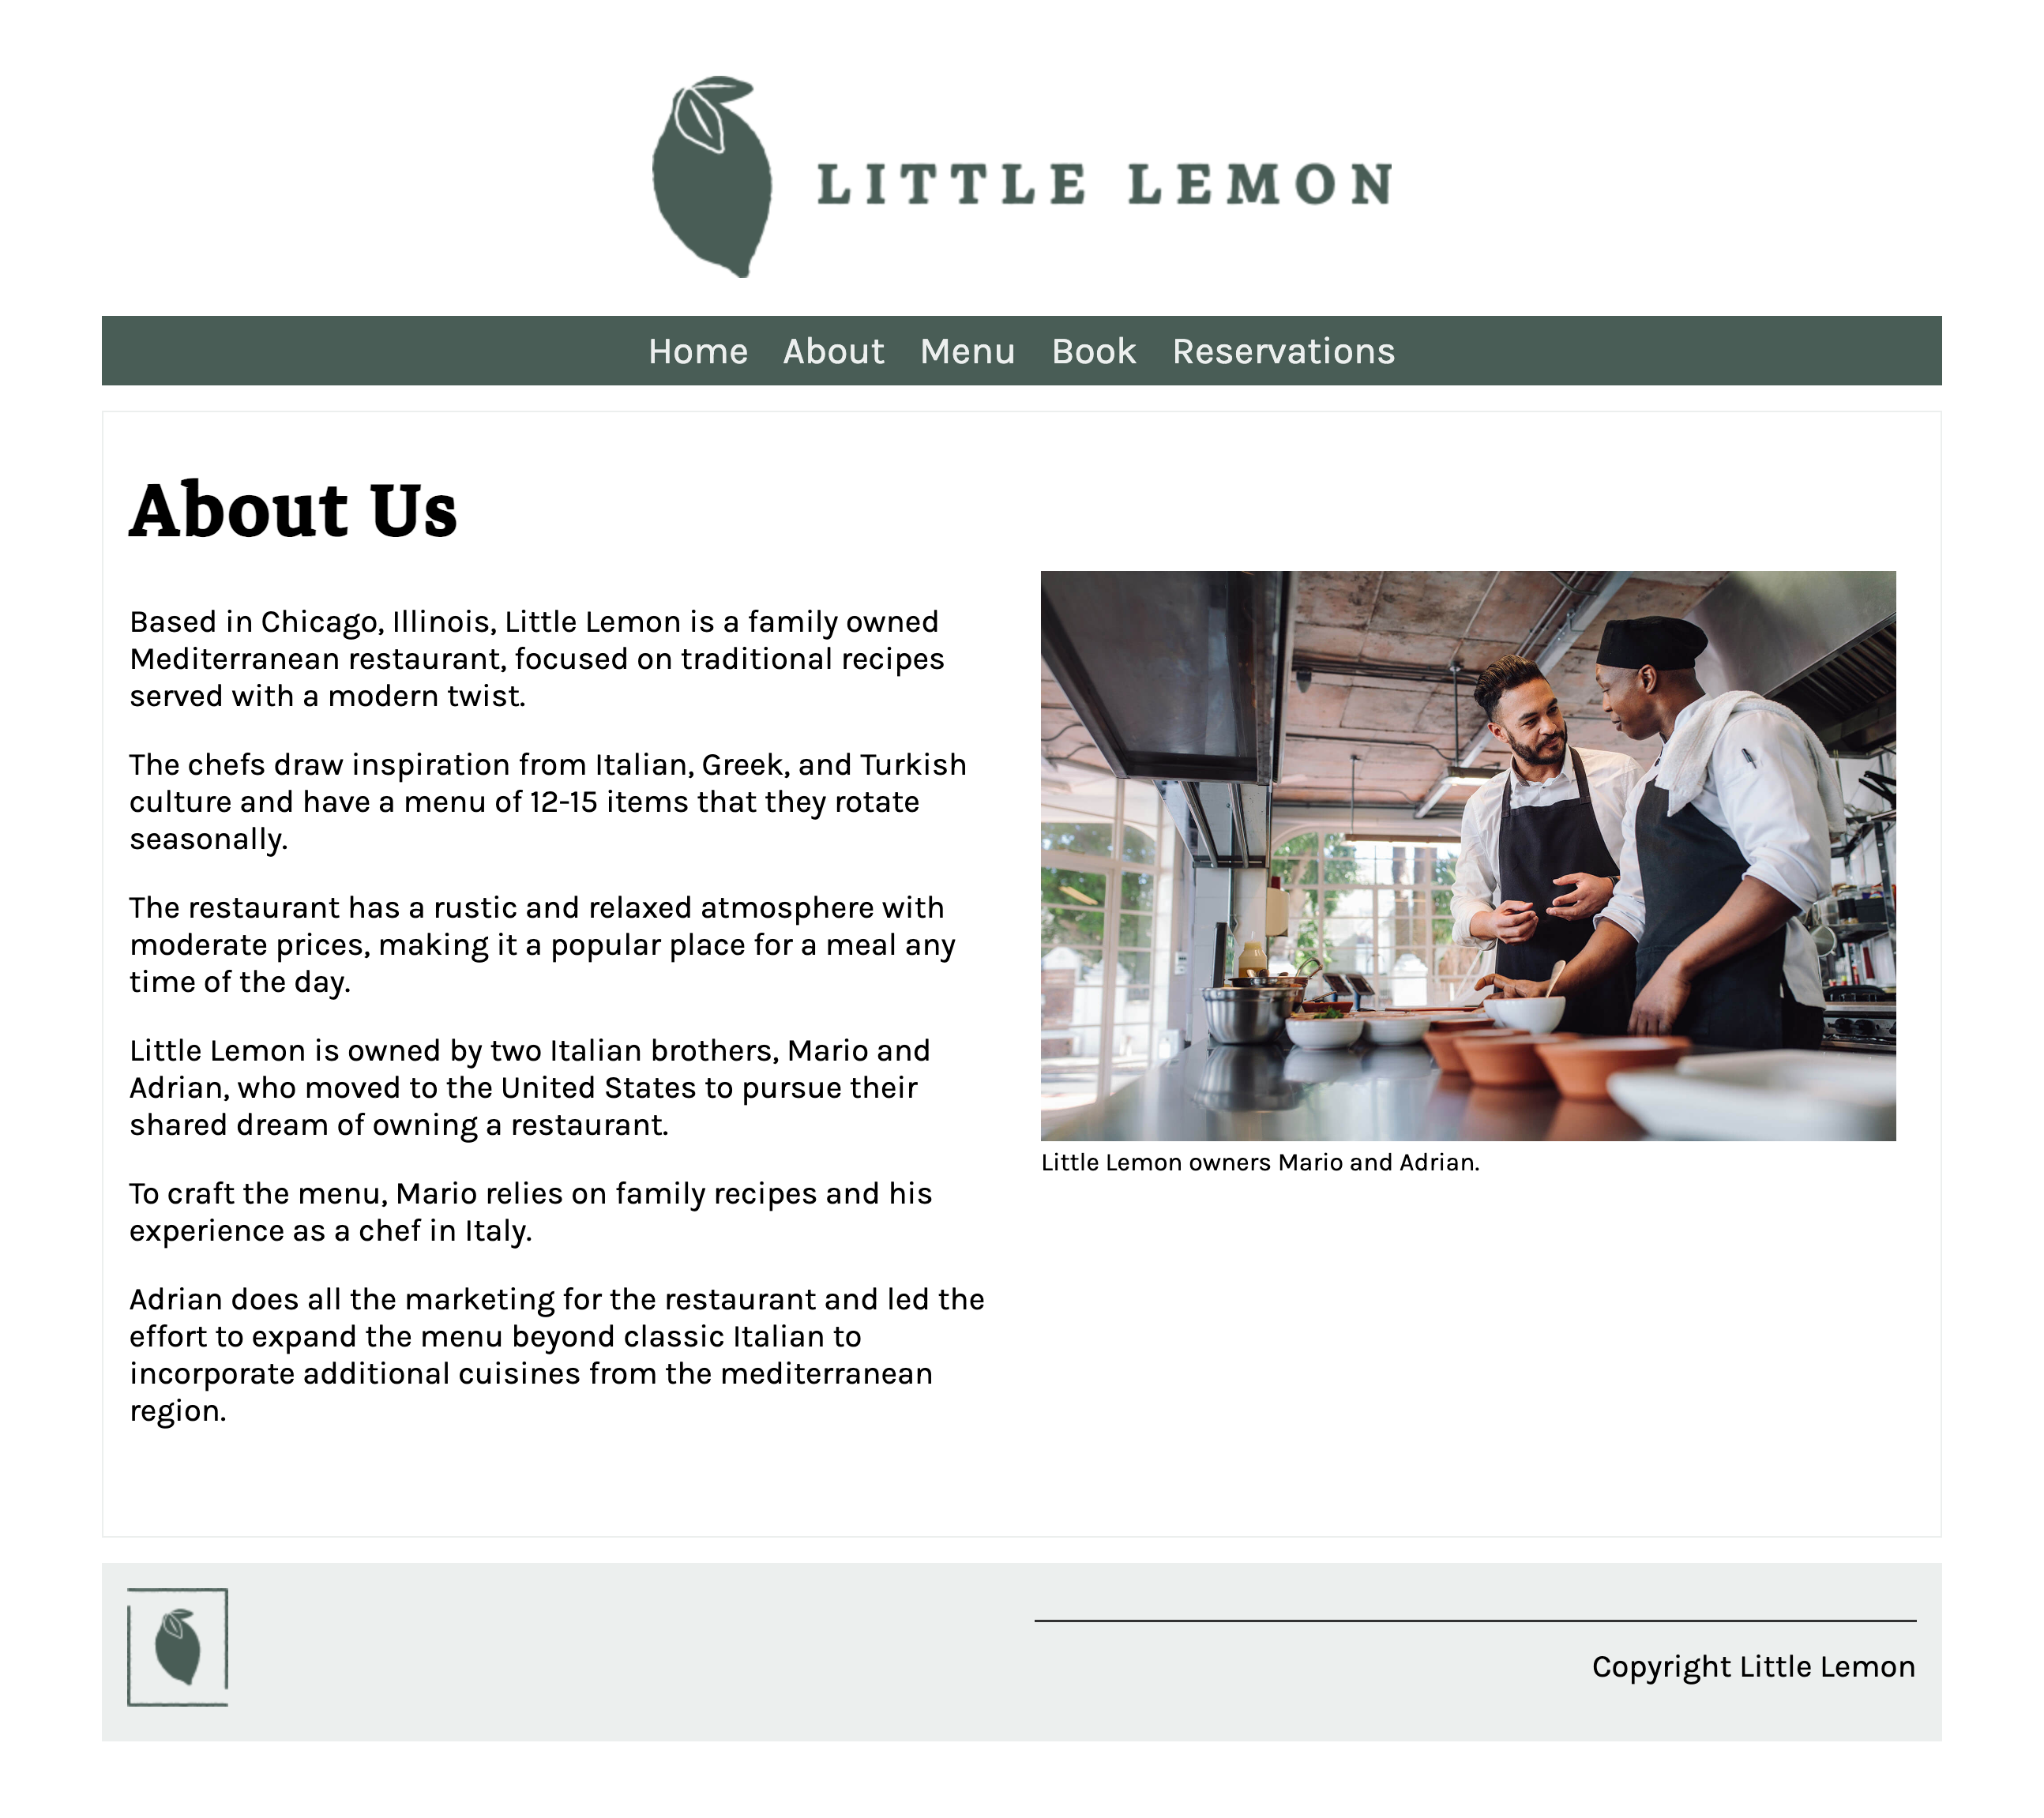 LITTLE LEMON
Home About Menu Book Reservations
About Us
Based in Chicago, Illinois, Little Lemon is a family owned
Mediterranean restaurant, focused on traditional recipes
served with a modern twist.
The chefs draw inspiration from Italian, Greek, and Turkish
culture and have a menu of 12-15 items that they rotate
seasonally.
The restaurant has a rustic and relaxed atmosphere with
moderate prices, making it a popular place for a meal any
time of the day.
Little Lemon is owned by two Italian brothers, Mario and
Adrian, who moved to the United States to pursue their
shared dream of owning a restaurant.
To craft the menu, Mario relies on family recipes and his
experience as a chef in Italy.
Adrian does all the marketing for the restaurant and led the
effort to expand the menu beyond classic Italian to
incorporate additional cuisines from the mediterranean
region.
Little Lemon owners Mario and Adrian.
Copyright Little Lemon